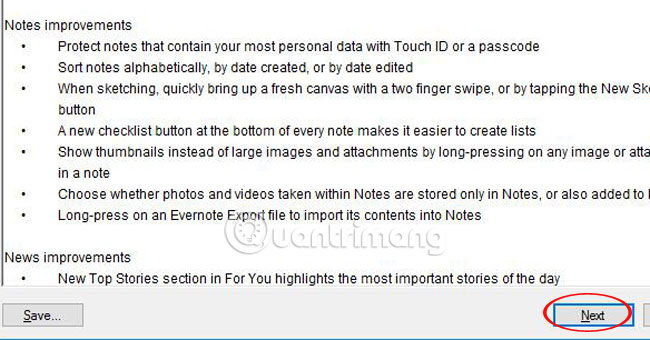 Notes improvements
• Protect notes that contain your most personal data with Touch ID or a passcode
• Sort notes alphabetically, by date created, or by date edited
• When sketching, quickly bring up a fresh canvas with a two finger swipe, or by tapping the New Ske
button
• A new checklist button at the bottom of every note makes it easier to create lists
• Show thumbnails instead of large images and attachments by long-pressing on any image or atta
in a note
• Choose whether photos and videos taken within Notes are stored only in Notes, or also added to
• Long-press on an Evernote Export file to import its contents into Notes
Quantrimang
News improvements
• New Top Stories section in For You highlights the most important stories of the day
Save... Next